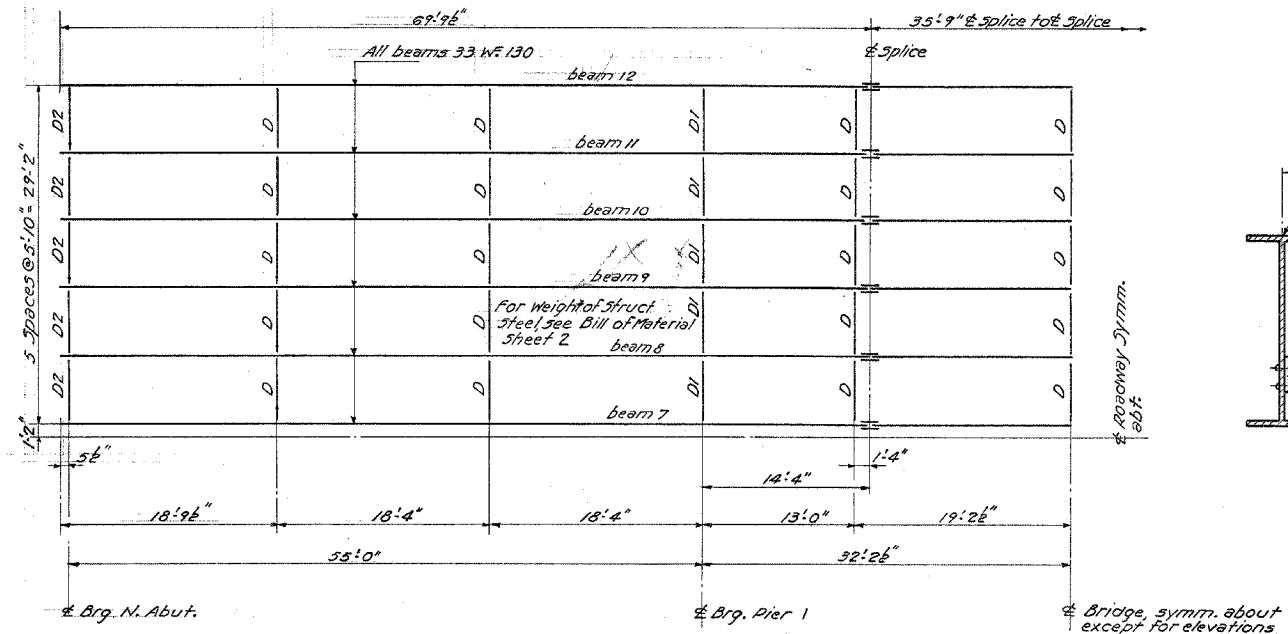 69'-9½"
35'-9" ℄ Splice to ℄ Splice
All beams 33 WF 130
℄ Splice
beam 12
D2
D
D
D1
D
D
beam 11
D2
D
D
D1
D
D
beam 10
D2
D
D
D1
D
D
beam 9
D2
D
D
D1
D
D
For Weight of Struct.
Steel, see Bill of Material
Sheet 2
beam 8
D2
D
D
D1
D
D
beam 7
5 Spaces @ 5'-10" = 29'-2"
1'-2"
℄ Roadway Symm.
abt.
5½"
1'-4"
14'-4"
18'-9½"
18'-4"
18'-4"
13'-0"
19'-2½"
55'-0"
32'-2½"
℄ Brg. N. Abut.
℄ Brg. Pier 1
℄ Bridge, symm. about
except for elevations